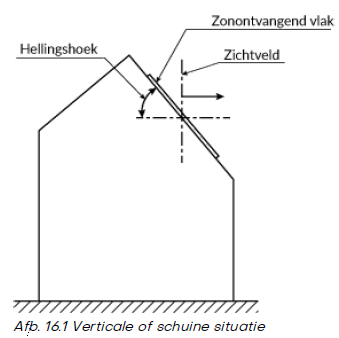 Zonontvangend vlak
Hellingshoek
Zichtveld
Afb. 16.1 Verticale of schuine situatie